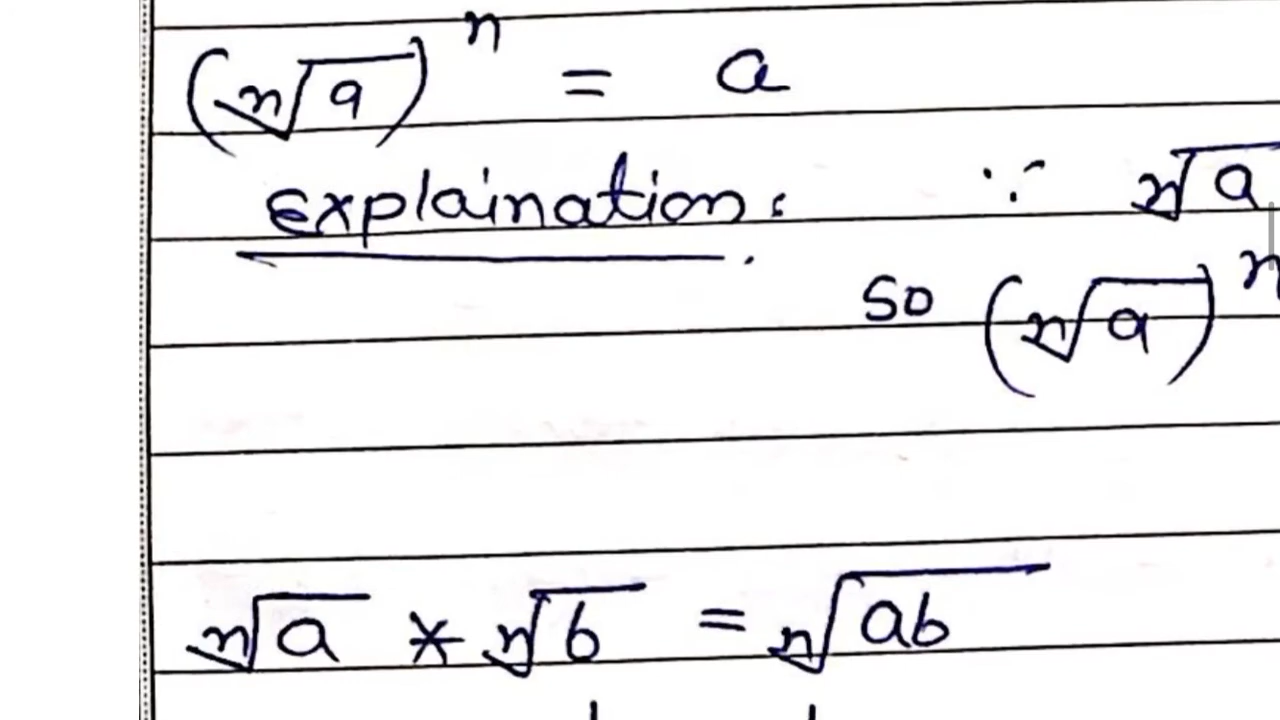 (ⁿ√a)ⁿ = a
Explaination: ∵ ⁿ√a
so (ⁿ√a)ⁿ
ⁿ√a * ⁿ√b = ⁿ√ab